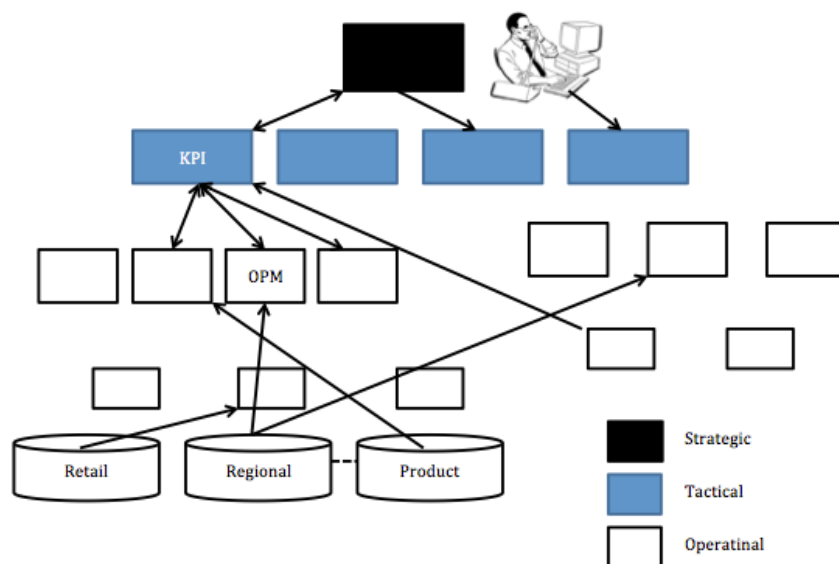 KPI
OPM
Retail
Regional
Product
Strategic
Tactical
Operatinal